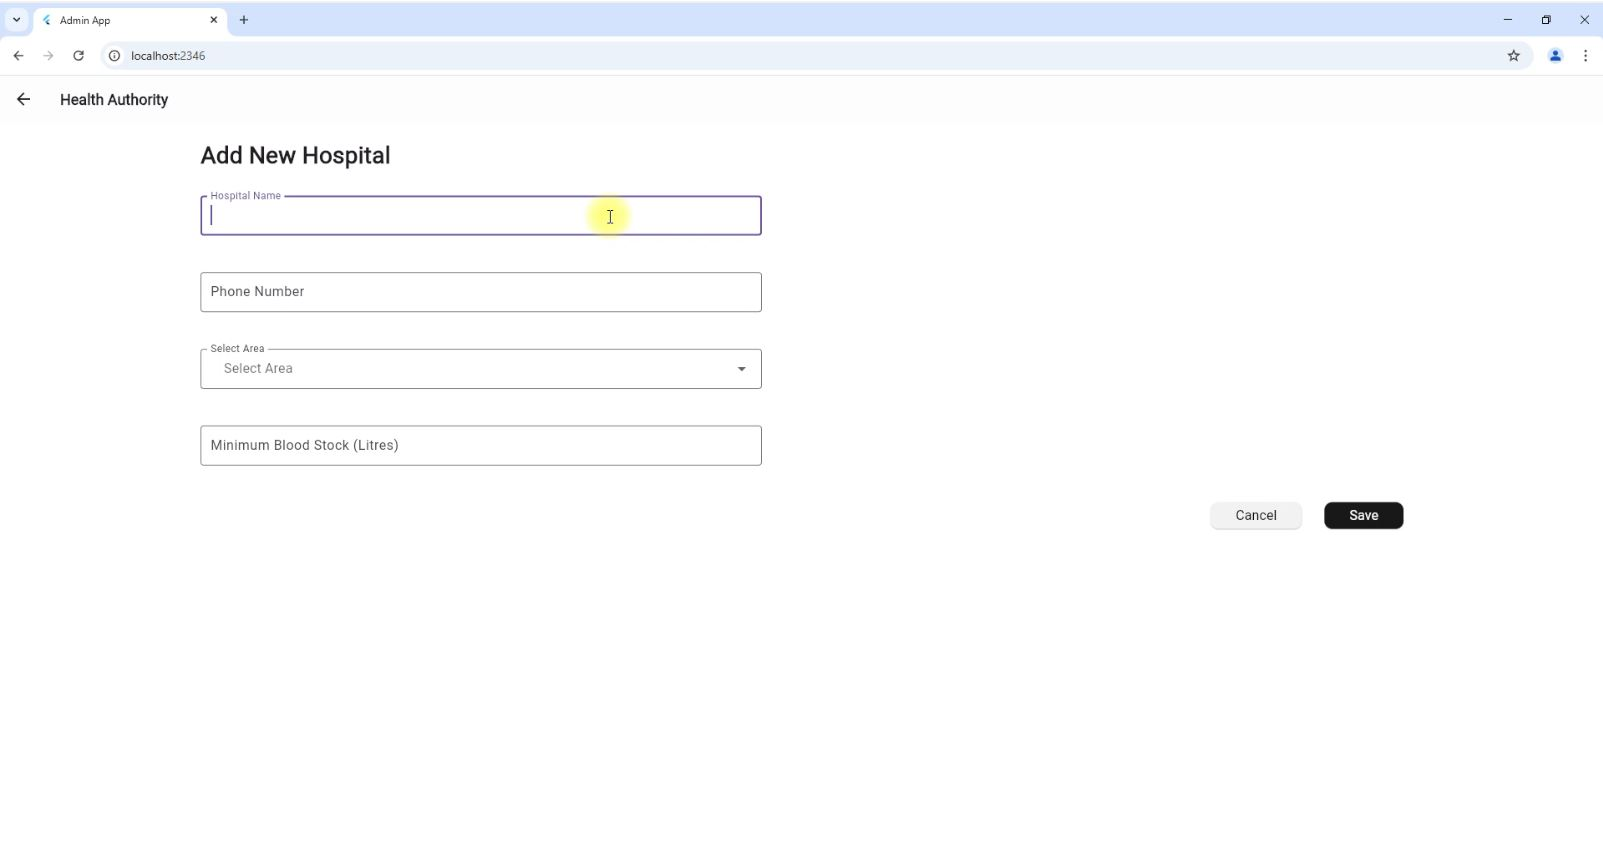 Admin App
localhost:2346
Health Authority
Add New Hospital
Hospital Name
Phone Number
Select Area
Select Area
Minimum Blood Stock (Litres)
Cancel Save